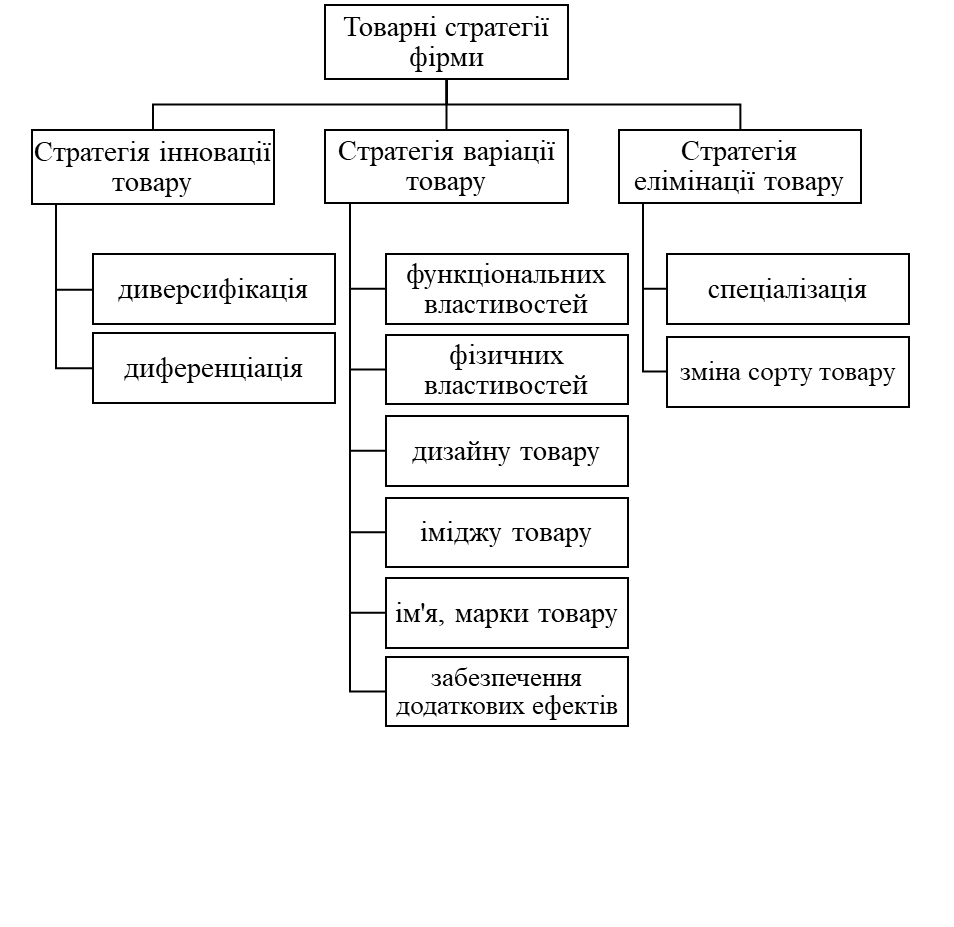 Товарні стратегії
фірми
Стратегія інновації
товару
диверсифікація
диференціація
Стратегія варіації
товару
функціональних
властивостей
фізичних
властивостей
дизайну товару
іміджу товару
ім'я, марки товару
забезпечення
додаткових ефектів
Стратегія
елімінації товару
спеціалізація
зміна сорту товару